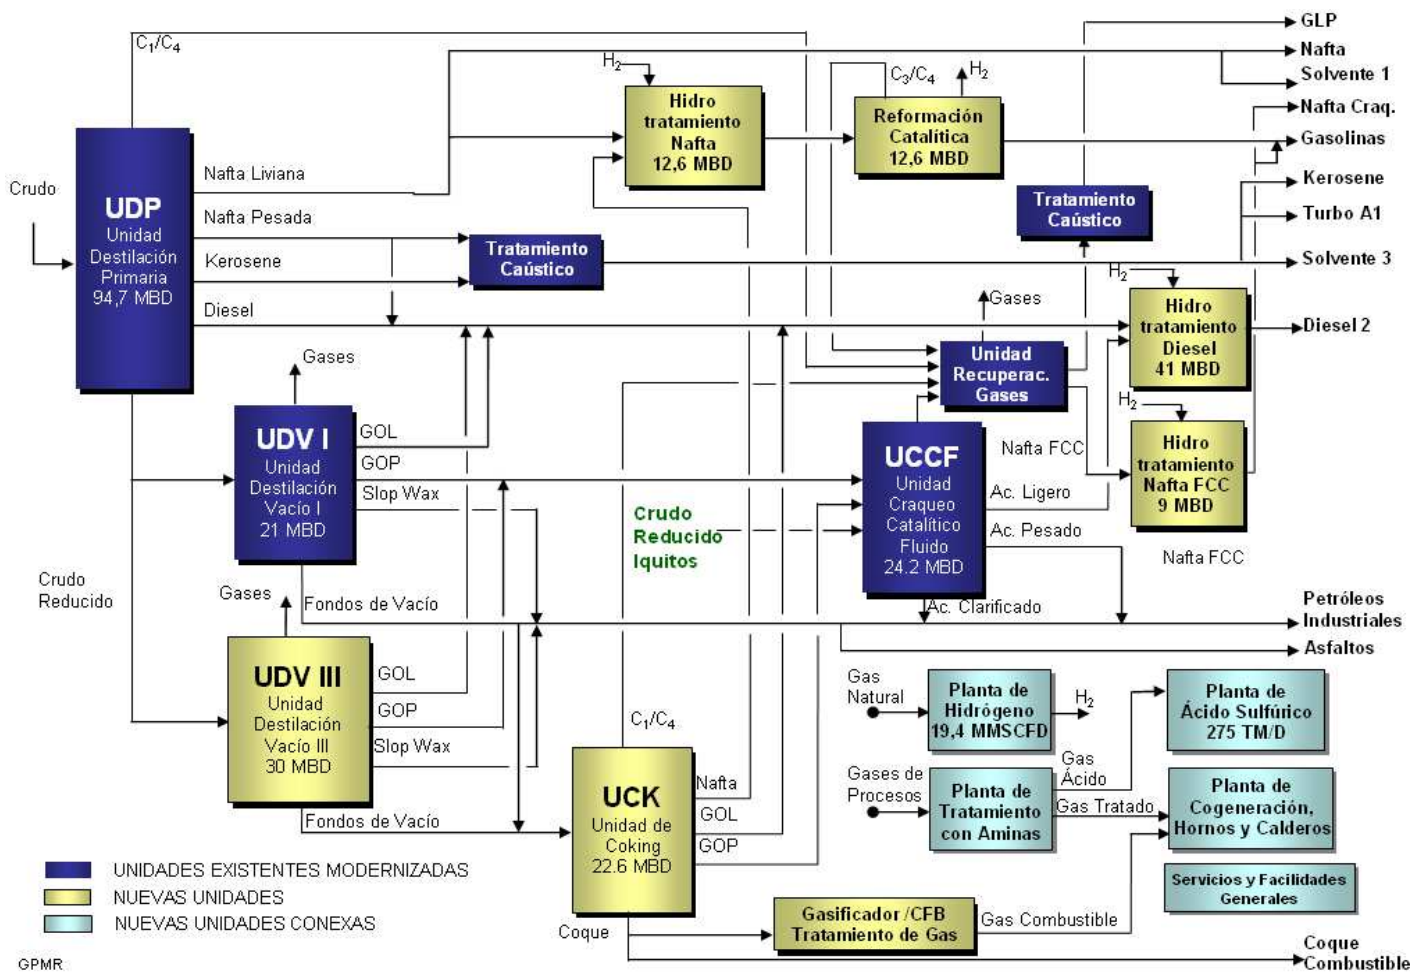 C1/C4
H2
C3/C4
H2
GLP
Nafta
Solvente 1
Nafta Craq.
Gasolinas
Kerosene
Turbo A1
Solvente 3
Diesel 2
Crudo
UDP
Unidad
Destilación
Primaria
94,7 MBD
Nafta Liviana
Nafta Pesada
Kerosene
Diesel
Hidro
tratamiento
Nafta
12,6 MBD
Reformación
Catalítica
12,6 MBD
Tratamiento
Caústico
Tratamiento
Caústico
H2
Hidro
tratamiento
Diesel
41 MBD
Gases
Unidad
Recuperac.
Gases
Gases
UDV I
Unidad
Destilación
Vacío I
21 MBD
GOL
GOP
Slop Wax
Crudo
Reducido
Iquitos
UCCF
Unidad
Craqueo
Catalítico
Fluido
24.2 MBD
Nafta FCC
Ac. Ligero
Ac. Pesado
Ac. Clarificado
H2
Hidro
tratamiento
Nafta FCC
9 MBD
Nafta FCC
Crudo
Reducido
Gases
Fondos de Vacío
Petróleos
Industriales
Asfaltos
UDV III
Unidad
Destilación
Vacío III
30 MBD
GOL
GOP
Slop Wax
Fondos de Vacío
C1/C4
UCK
Unidad de
Coking
22.6 MBD
Nafta
GOL
GOP
Gas
Natural
Planta de
Hidrógeno
19,4 MMSCFD
H2
Planta de
Ácido Sulfúrico
275 TM/D
Gas
Ácido
Gases de
Procesos
Planta de
Tratamiento
con Aminas
Gas Tratado
Planta de
Cogeneración,
Hornos y Calderos
Servicios y Facilidades
Generales
UNIDADES EXISTENTES MODERNIZADAS
NUEVAS UNIDADES
NUEVAS UNIDADES CONEXAS
Coque
Gasificador /CFB
Tratamiento de Gas
Gas Combustible
Coque
Combustible
GPMR